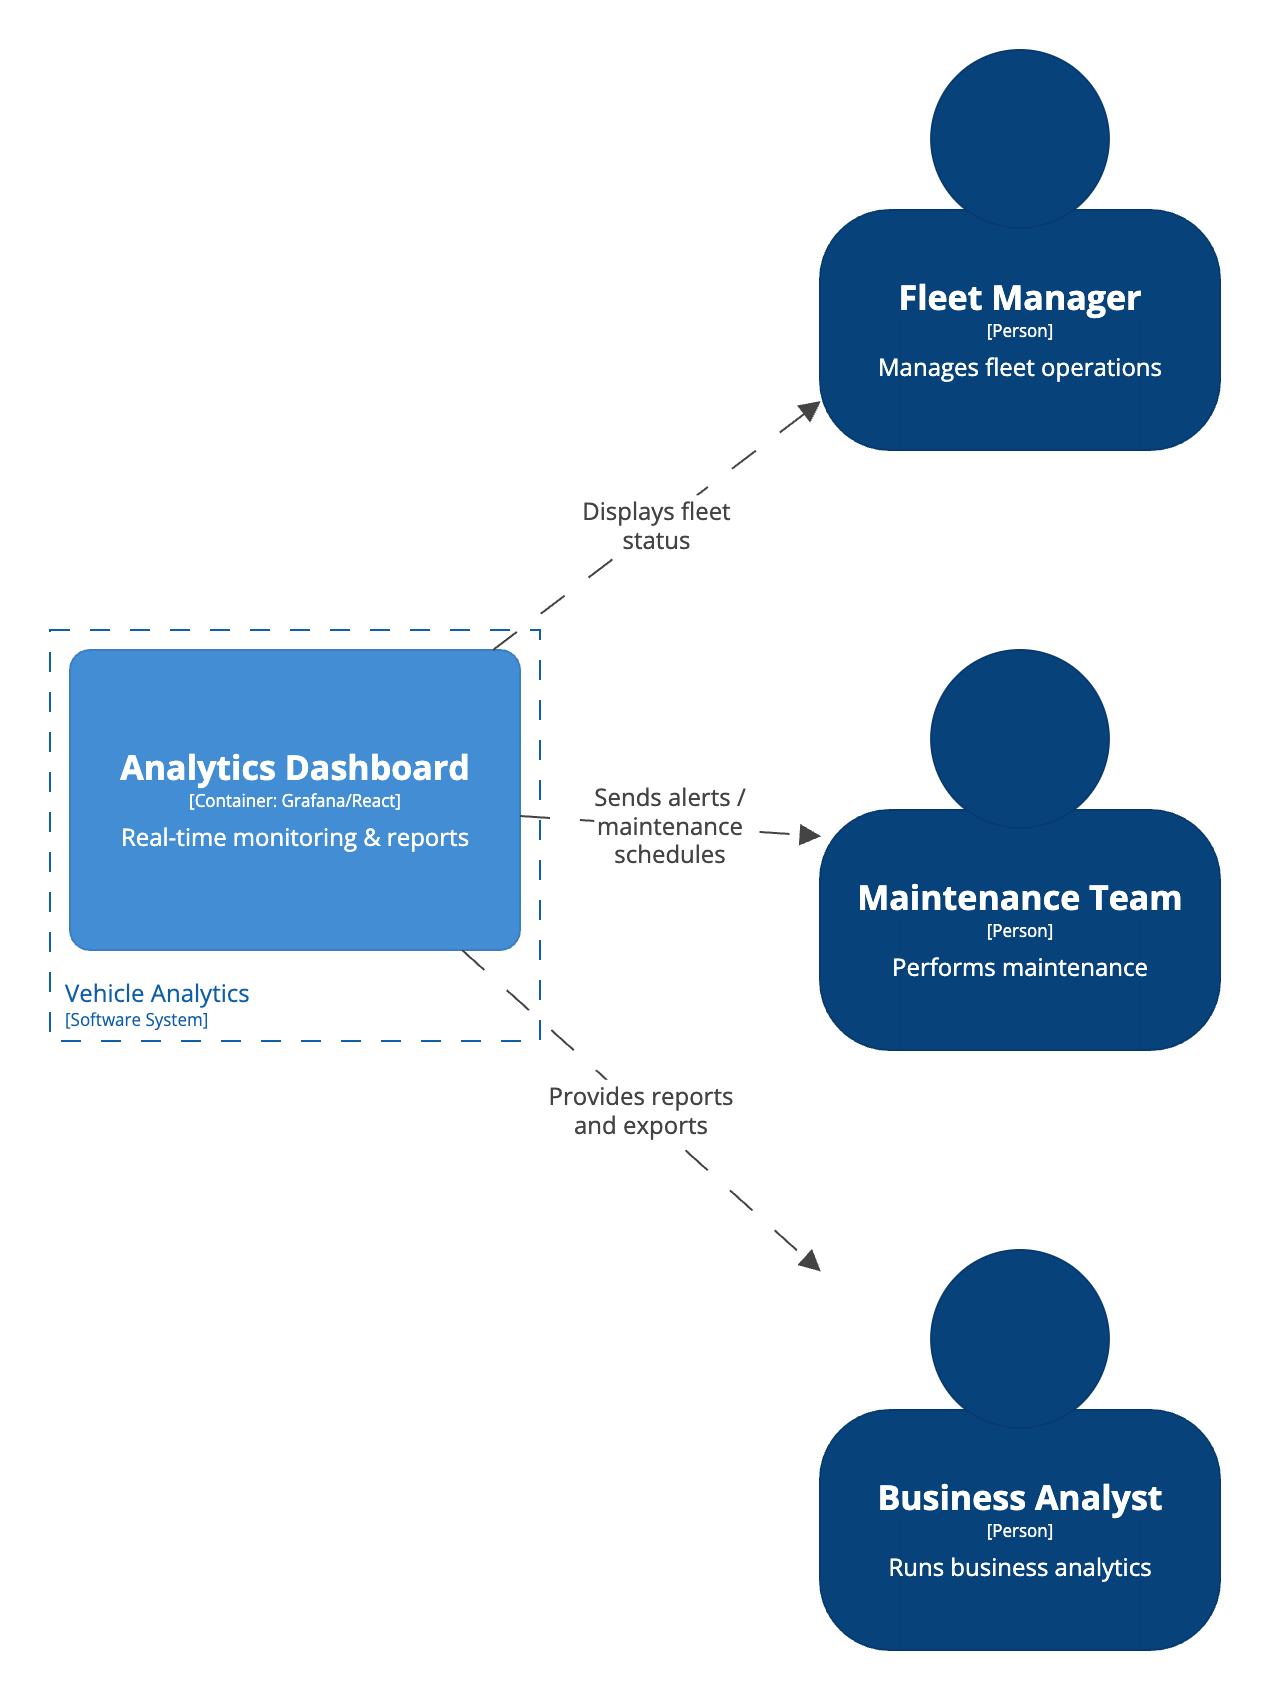 Fleet Manager
[Person]
Manages fleet operations
Displays fleet
status
Analytics Dashboard
[Container: Grafana/React]
Real-time monitoring & reports
Sends alerts /
maintenance
schedules
Maintenance Team
[Person]
Performs maintenance
Vehicle Analytics
[Software System]
Provides reports
and exports
Business Analyst
[Person]
Runs business analytics